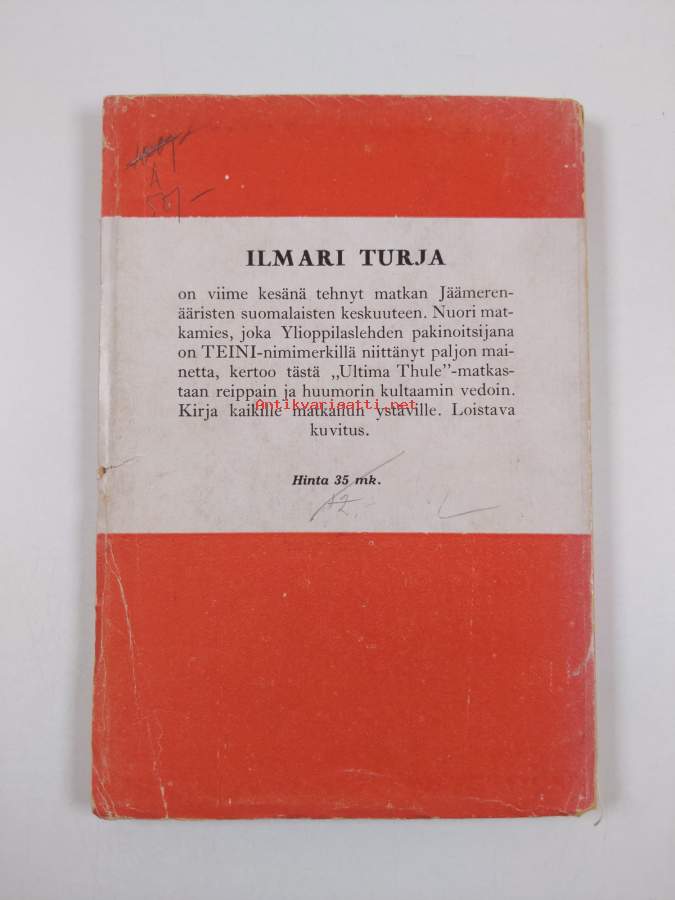 A
ILMARI TURJA
on viime kesänä tehnyt matkan Jäämeren-
ääristen suomalaisten keskuuteen. Nuori mat-
kamies, joka Ylioppilaslehden pakinoitsijana
on TEINI-nimimerkillä niittänyt paljon mai-
netta, kertoo tästä „Ultima Thule”-matkas-
taan reippain ja huumorin kultaamin vedoin.
Antikvariaatti.net
Kirja kaikille matkailun ystäville. Loistava
kuvitus.
Hinta 35 mk.
12.